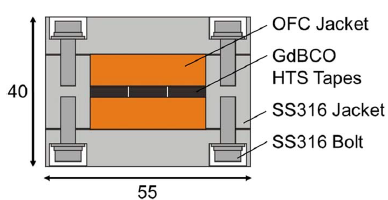 OFC Jacket
GdBCO
HTS Tapes
40
SS316 Jacket
SS316 Bolt
55